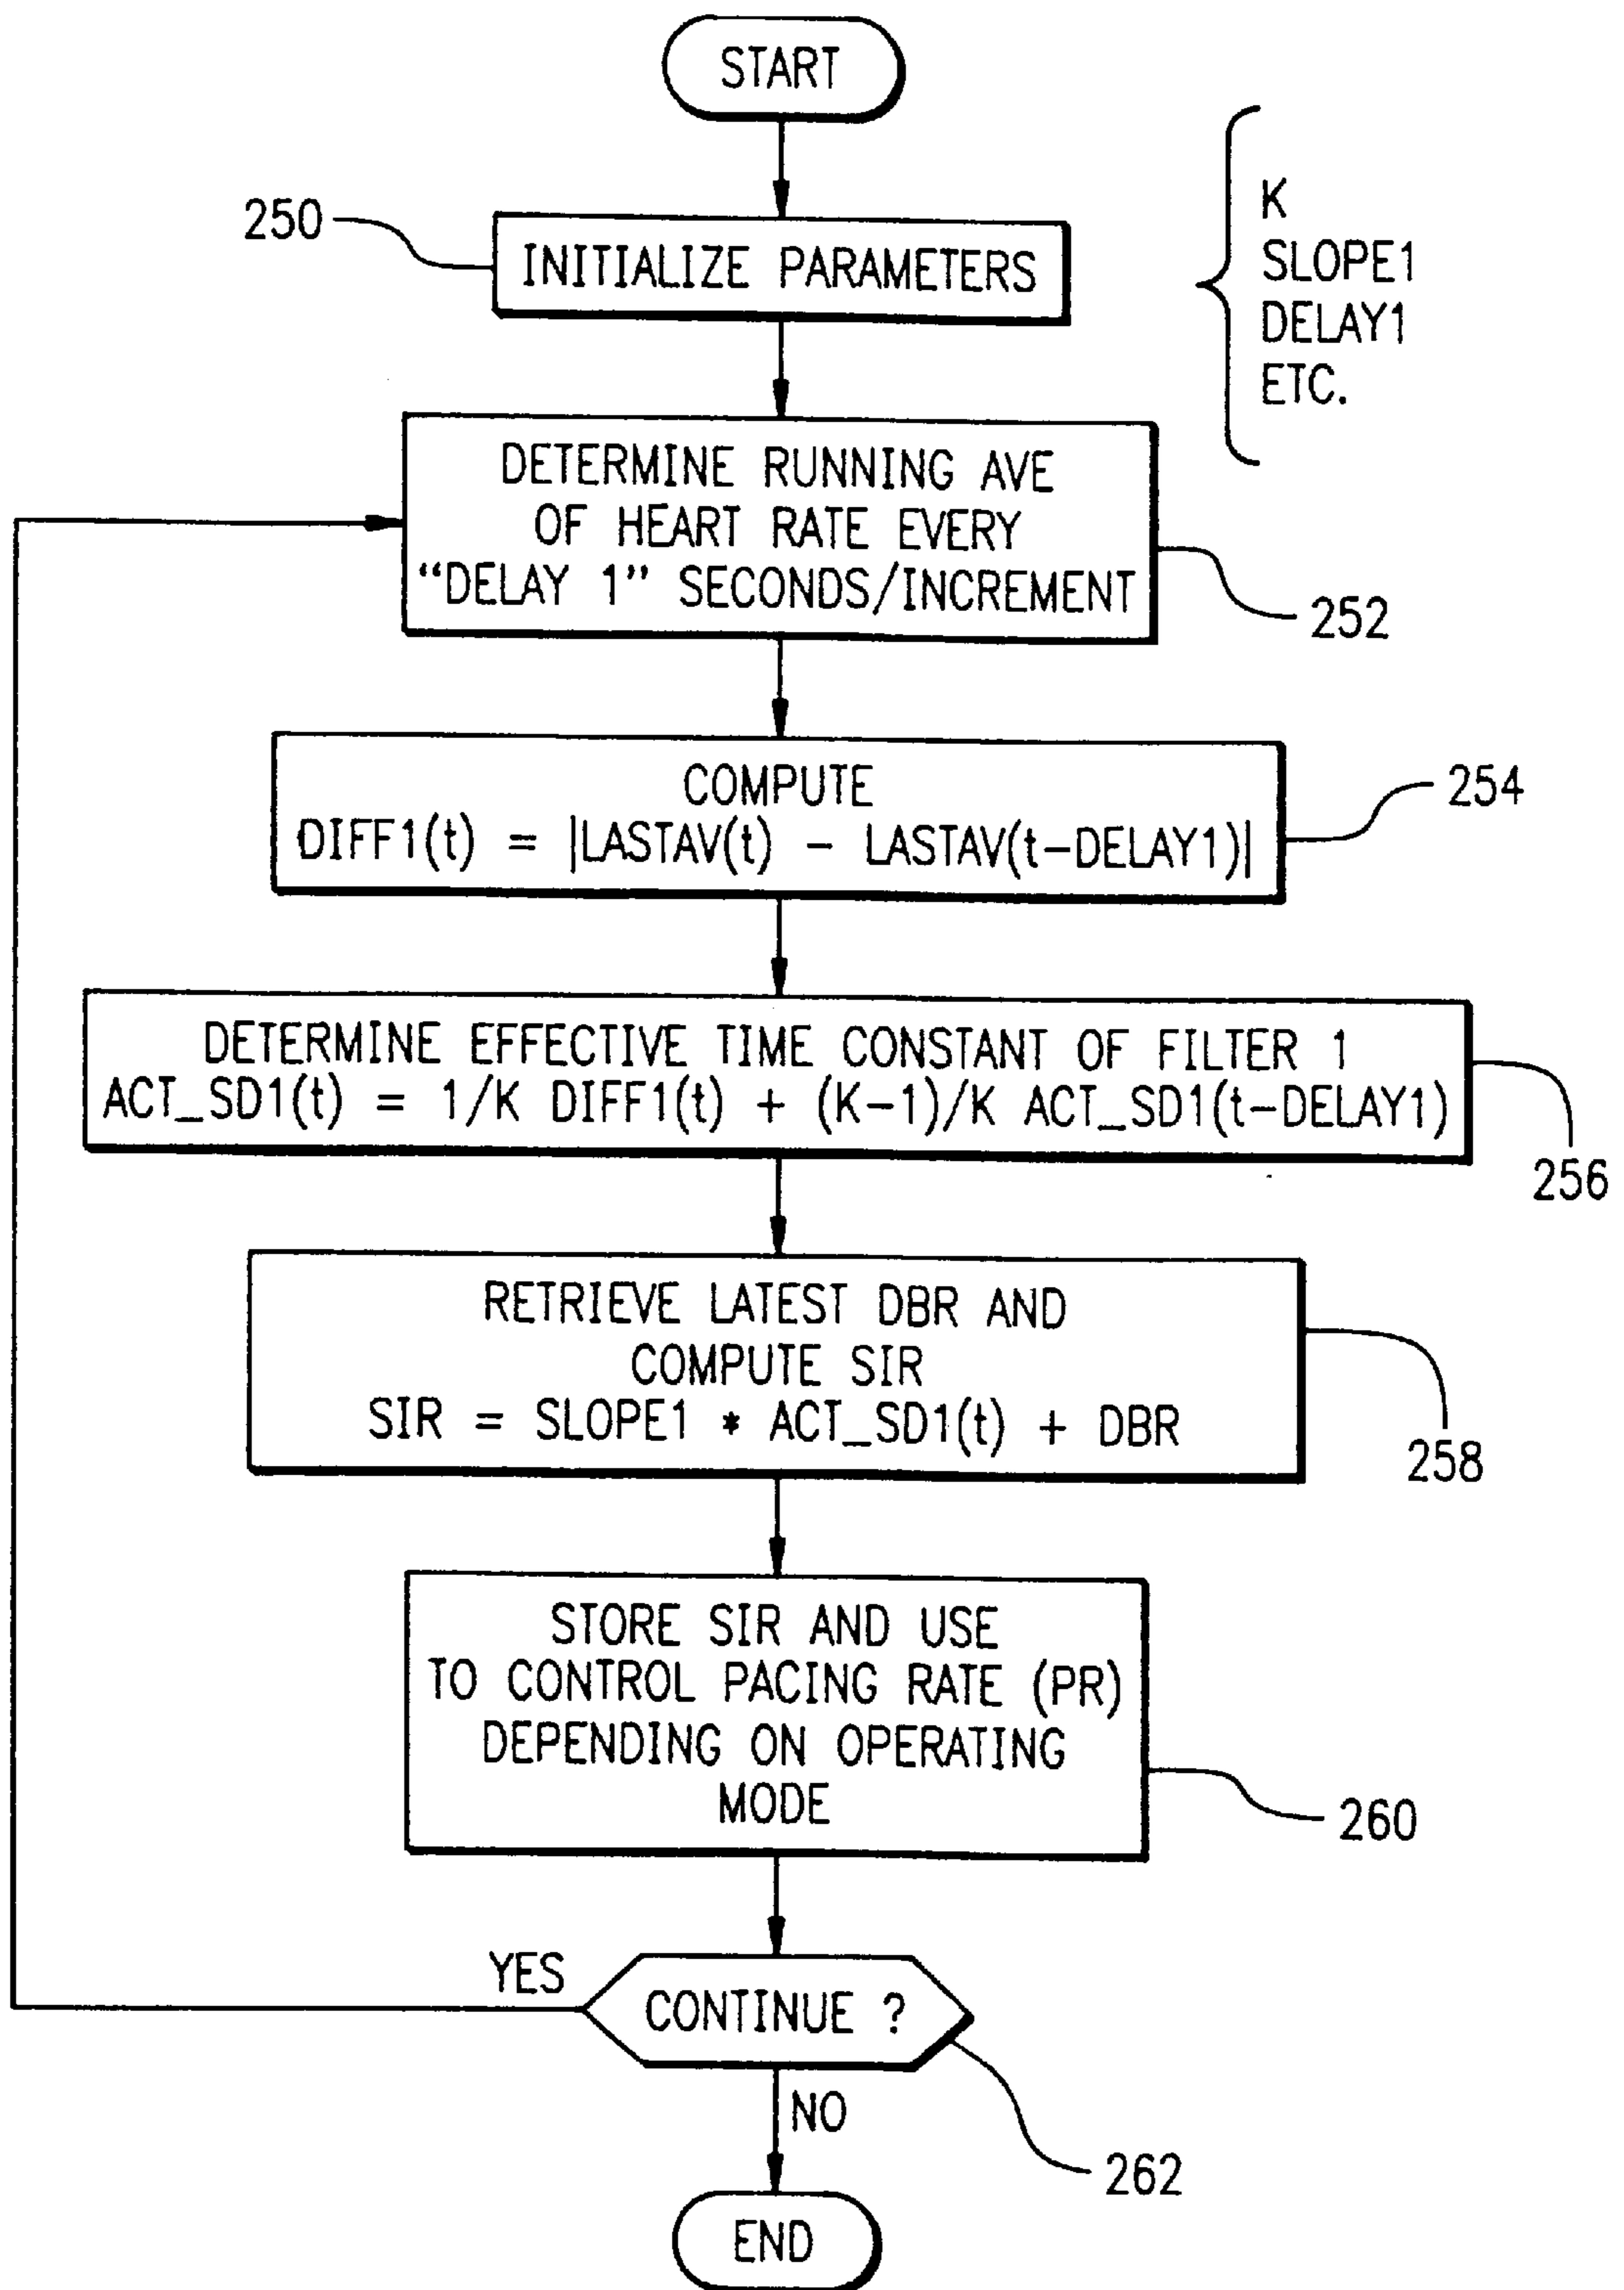 START
250
INITIALIZE PARAMETERS
K
SLOPE1
DELAY1
ETC.
DETERMINE RUNNING AVE
OF HEART RATE EVERY
“DELAY 1” SECONDS/INCREMENT
252
COMPUTE
DIFF1(t) = |LASTAV(t) - LASTAV(t-DELAY1)|
254
DETERMINE EFFECTIVE TIME CONSTANT OF FILTER 1
ACT_SD1(t) = 1/K DIFF1(t) + (K-1)/K ACT_SD1(t-DELAY1)
256
RETRIEVE LATEST DBR AND
COMPUTE SIR
SIR = SLOPE1 * ACT_SD1(t) + DBR
258
STORE SIR AND USE
TO CONTROL PACING RATE (PR)
DEPENDING ON OPERATING
MODE
260
YES
CONTINUE ?
NO
262
END